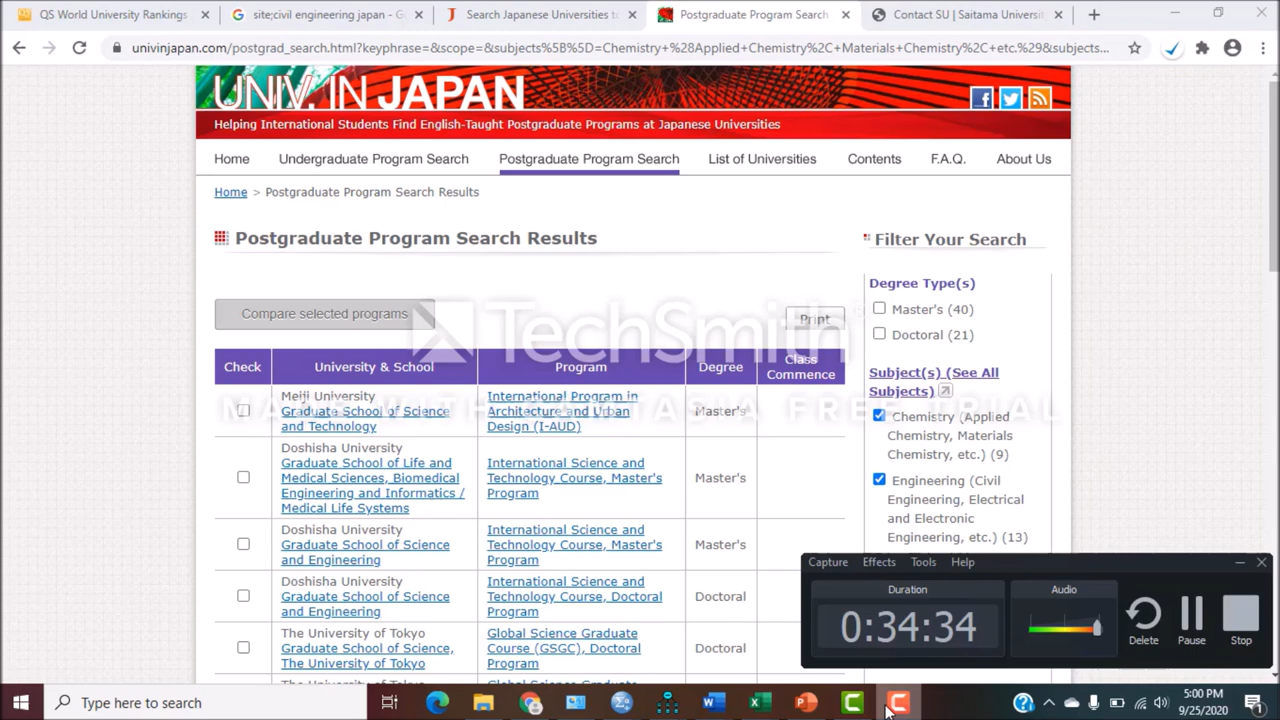 QS World University Rankings
site;civil engineering japan - G
Search Japanese Universities to
Postgraduate Program Search
Contact SU | Saitama Universit
univinjapan.com/postgrad_search.html?keyphrase=&scope=&subjects%5B%5D=Chemistry+%28Applied+Chemistry%2C+Materials+Chemistry%2C+etc.%29&subjects...
UNIV. IN JAPAN
Helping International Students Find English-Taught Postgraduate Programs at Japanese Universities
Home Undergraduate Program Search Postgraduate Program Search List of Universities Contents F.A.Q. About Us
Home > Postgraduate Program Search Results
Postgraduate Program Search Results
Compare selected programs
Print
TechSmith
MADE WITH CAMTASIA FREE TRIAL
Check University & School Program Degree Class Commence
Meiji University
Graduate School of Science
and Technology
International Program in
Architecture and Urban
Design (I-AUD)
Master's
Doshisha University
Graduate School of Life and
Medical Sciences, Biomedical
Engineering and Informatics /
Medical Life Systems
International Science and
Technology Course, Master's
Program
Master's
Doshisha University
Graduate School of Science
and Engineering
International Science and
Technology Course, Master's
Program
Master's
Doshisha University
Graduate School of Science
and Engineering
International Science and
Technology Course, Doctoral
Program
Doctoral
The University of Tokyo
Graduate School of Science,
The University of Tokyo
Global Science Graduate
Course (GSGC), Doctoral
Program
Doctoral
Filter Your Search
Degree Type(s)
Master's (40)
Doctoral (21)
Subject(s) (See All
Subjects)
Chemistry (Applied
Chemistry, Materials
Chemistry, etc.) (9)
Engineering (Civil
Engineering, Electrical
and Electronic
Engineering, etc.) (13)
Capture Effects Tools Help
Duration
0:34:34
Audio
Delete
Pause
Stop
Type here to search
5:00 PM
9/25/2020